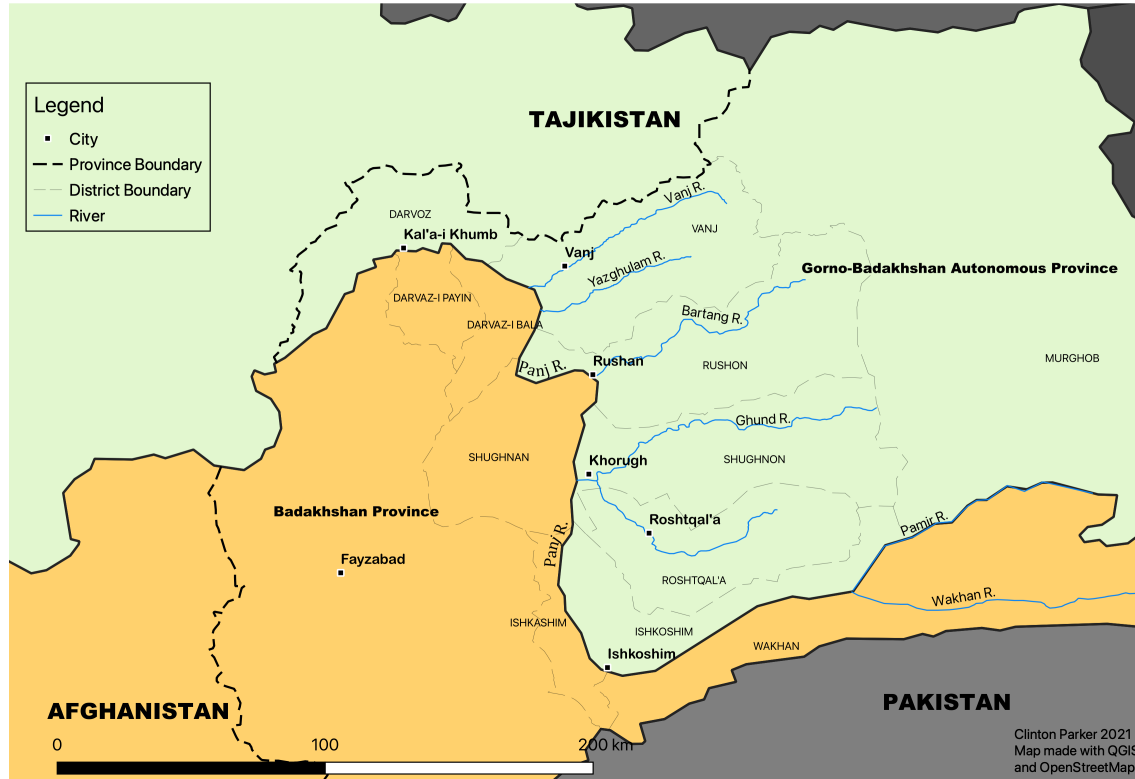 Legend
City
Province Boundary
District Boundary
River
TAJIKISTAN
DARVOZ
Kal'a-i Khumb
Vanj R.
VANJ
Vanj
Yazghulam R.
Gorno-Badakhshan Autonomous Province
DARVAZ-I PAYIN
DARVAZ-I BALA
Bartang R.
MURGHOB
Panj R.
Rushan
RUSHON
Ghund R.
SHUGHNAN
Khorugh
SHUGHNON
Badakhshan Province
Roshtqal'a
Pamir R.
Panj R.
Fayzabad
ROSHTQAL'A
Wakhan R.
ISHKASHIM
ISHKOSHIM
WAKHAN
Ishkoshim
AFGHANISTAN
PAKISTAN
0 100 200 km
Clinton Parker 2021
Map made with QGIS
and OpenStreetMap